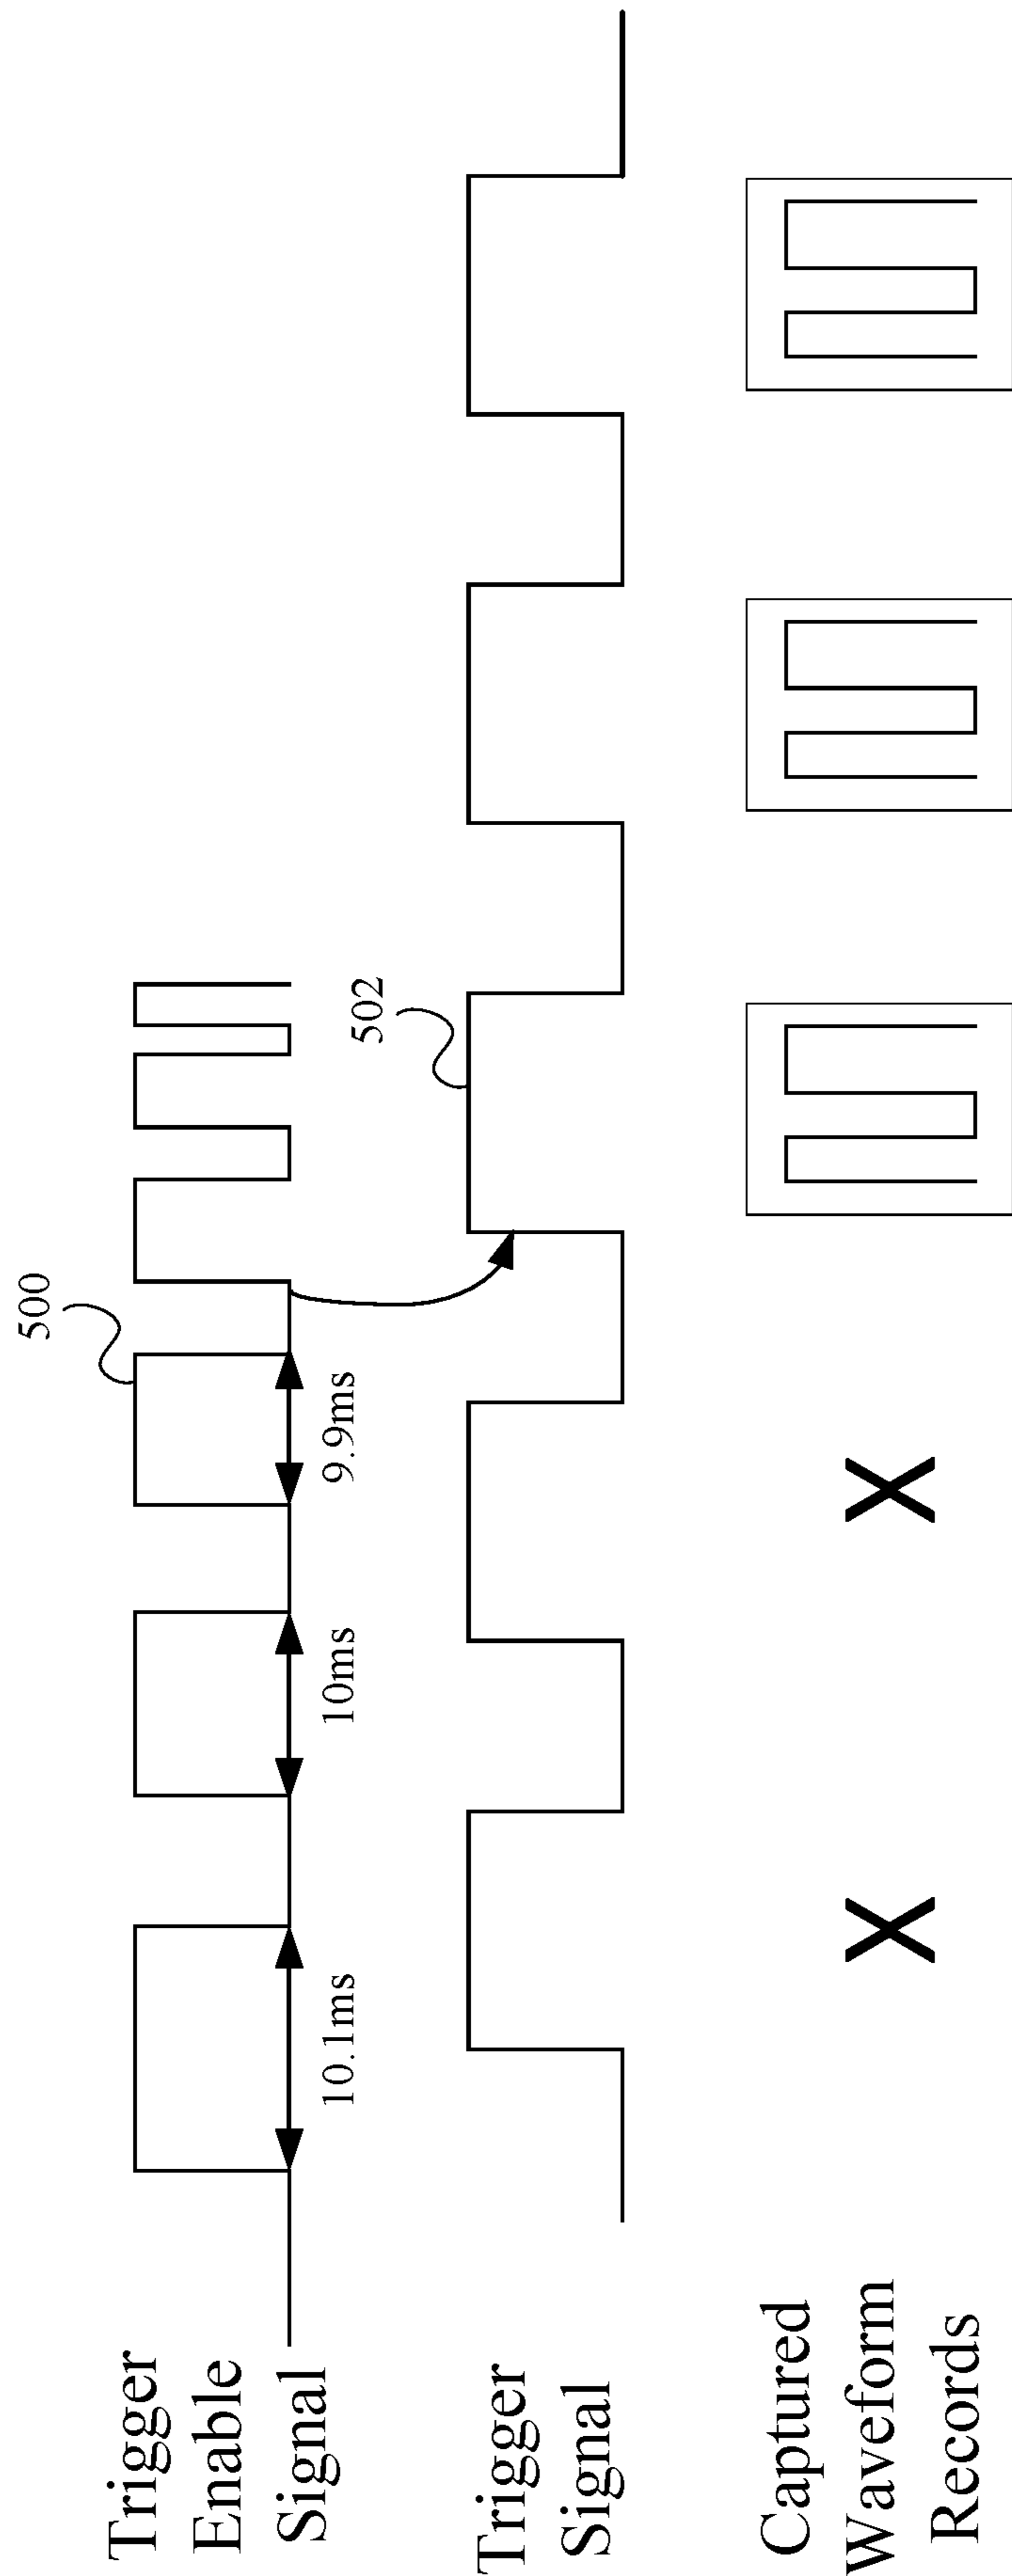 Trigger
Enable
Signal
10.1ms
10ms
9.9ms
500
Trigger
Signal
502
Captured
Waveform
Records
X
X